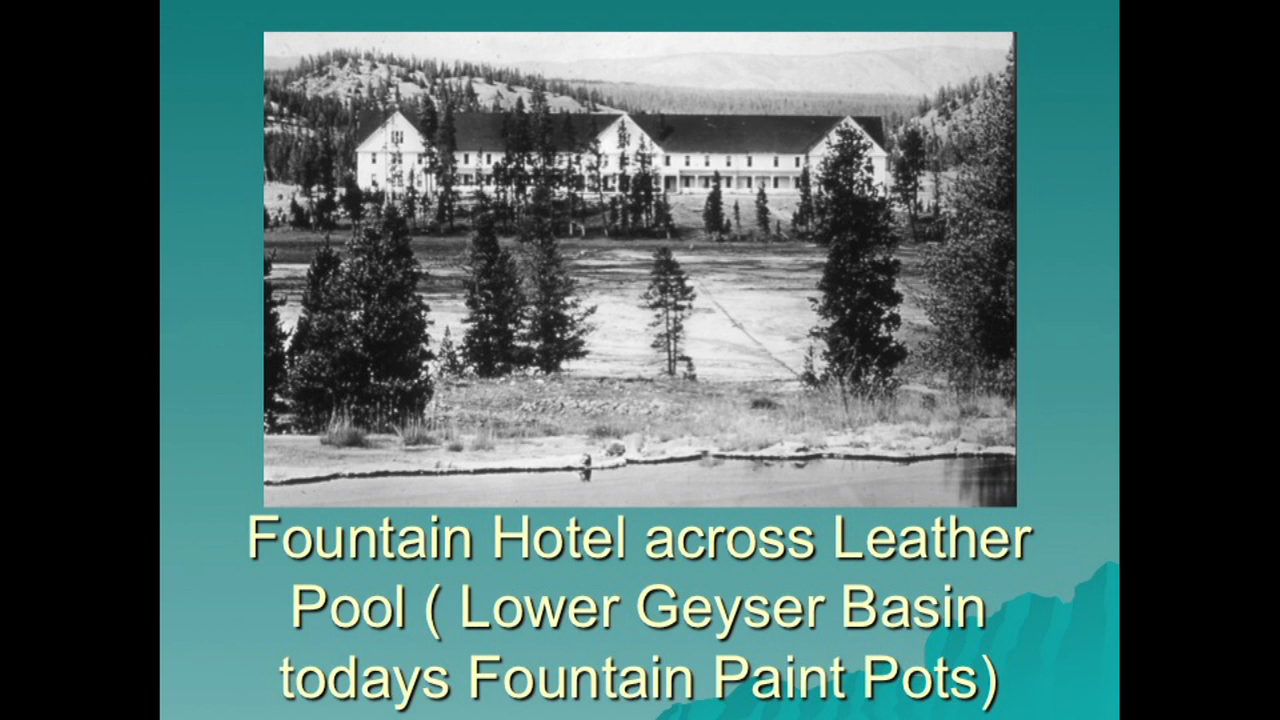 Fountain Hotel across Leather
Pool ( Lower Geyser Basin
todays Fountain Paint Pots)